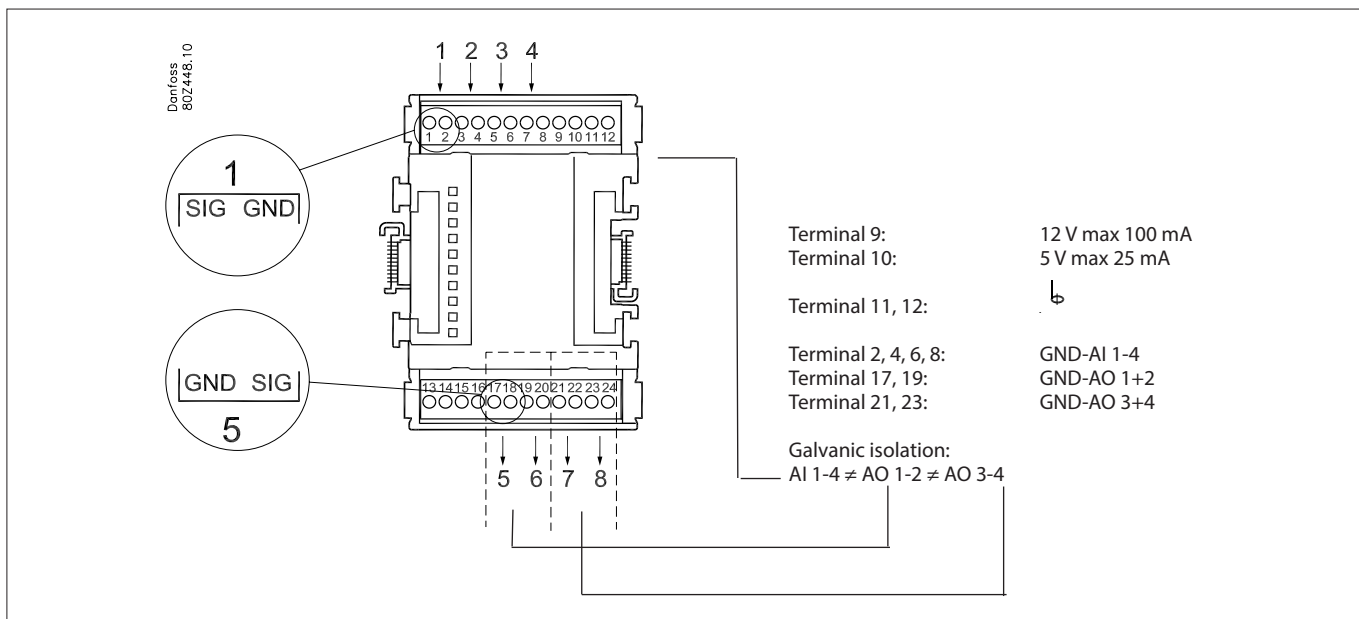 Danfoss
80Z448.10
1 2 3 4
1 2 3 4 5 6 7 8 9 10 11 12
1
SIG GND
GND SIG
5
13 14 15 16 17 18 19 20 21 22 23 24
5 6 7 8
Terminal 9: 12 V max 100 mA
Terminal 10: 5 V max 25 mA
Terminal 11, 12:
Terminal 2, 4, 6, 8: GND-AI 1-4
Terminal 17, 19: GND-AO 1+2
Terminal 21, 23: GND-AO 3+4
Galvanic isolation:
AI 1-4 ≠ AO 1-2 ≠ AO 3-4